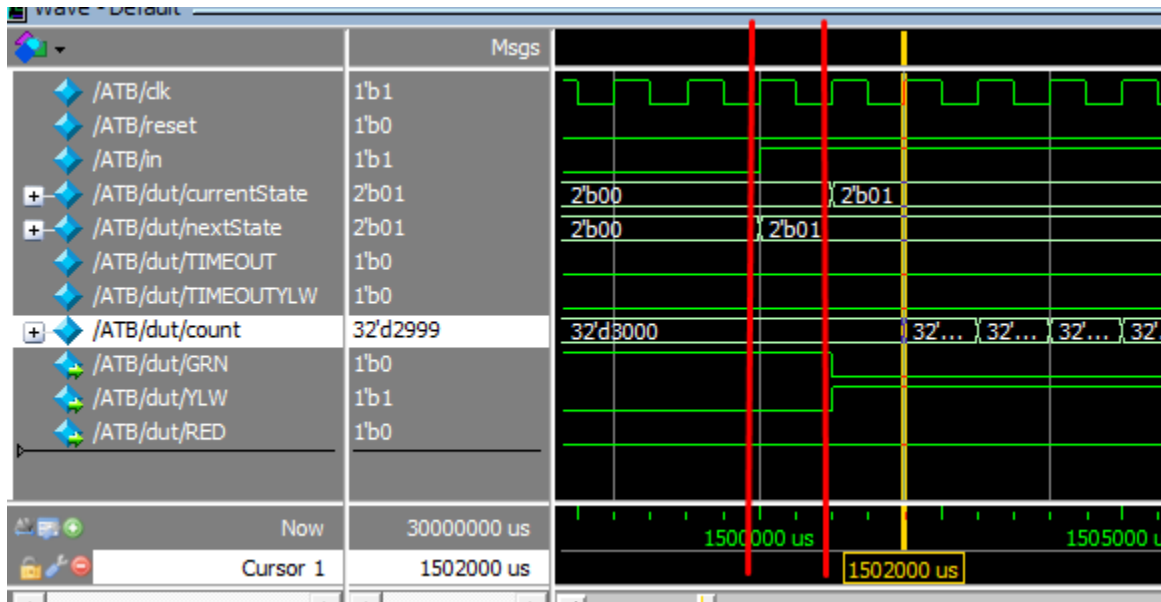 Wave - Default
Msgs
/ATB/clk 1'b1
/ATB/reset 1'b0
/ATB/in 1'b1
/ATB/dut/currentState 2'b01 2'b00 2'b01
/ATB/dut/nextState 2'b01 2'b00 2'b01
/ATB/dut/TIMEOUT 1'b0
/ATB/dut/TIMEOUTYLW 1'b0
/ATB/dut/count 32'd2999 32'd3000 32'... 32'... 32'... 32'
/ATB/dut/GRN 1'b0
/ATB/dut/YLW 1'b1
/ATB/dut/RED 1'b0
Now 30000000 us 1500000 us 1505000 u
Cursor 1 1502000 us 1502000 us